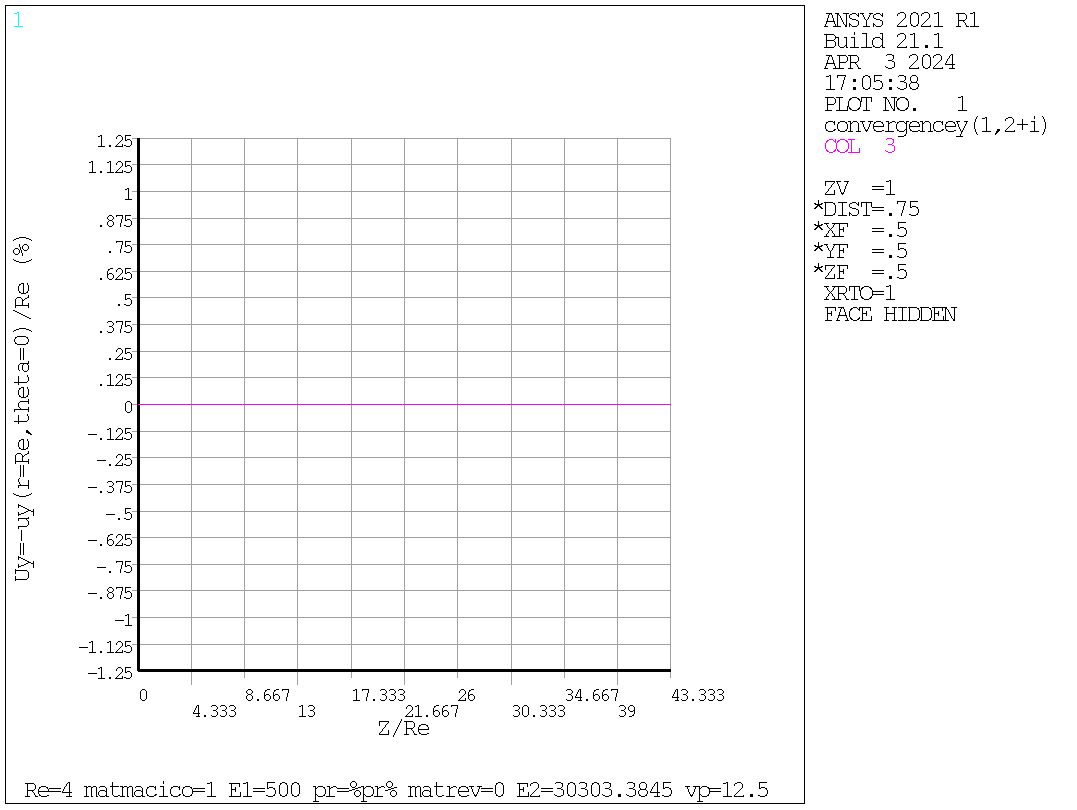 1
ANSYS 2021 R1
Build 21.1
APR  3 2024
17:05:38
PLOT NO.   1
convergencey(1,2+i)
COL  3
ZV  =1
*DIST=.75
*XF  =.5
*YF  =.5
*ZF  =.5
XRTO=1
FACE HIDDEN
Uy=-uy(r=Re,theta=0)/Re (%)
1.25
1.125
1
.875
.75
.625
.5
.375
.25
.125
0
-.125
-.25
-.375
-.5
-.625
-.75
-.875
-1
-1.125
-1.25
0
4.333
8.667
13
17.333
21.667
26
30.333
34.667
39
43.333
Z/Re
Re=4 matmacico=1 E1=500 pr=%pr% matrev=0 E2=30303.3845 vp=12.5